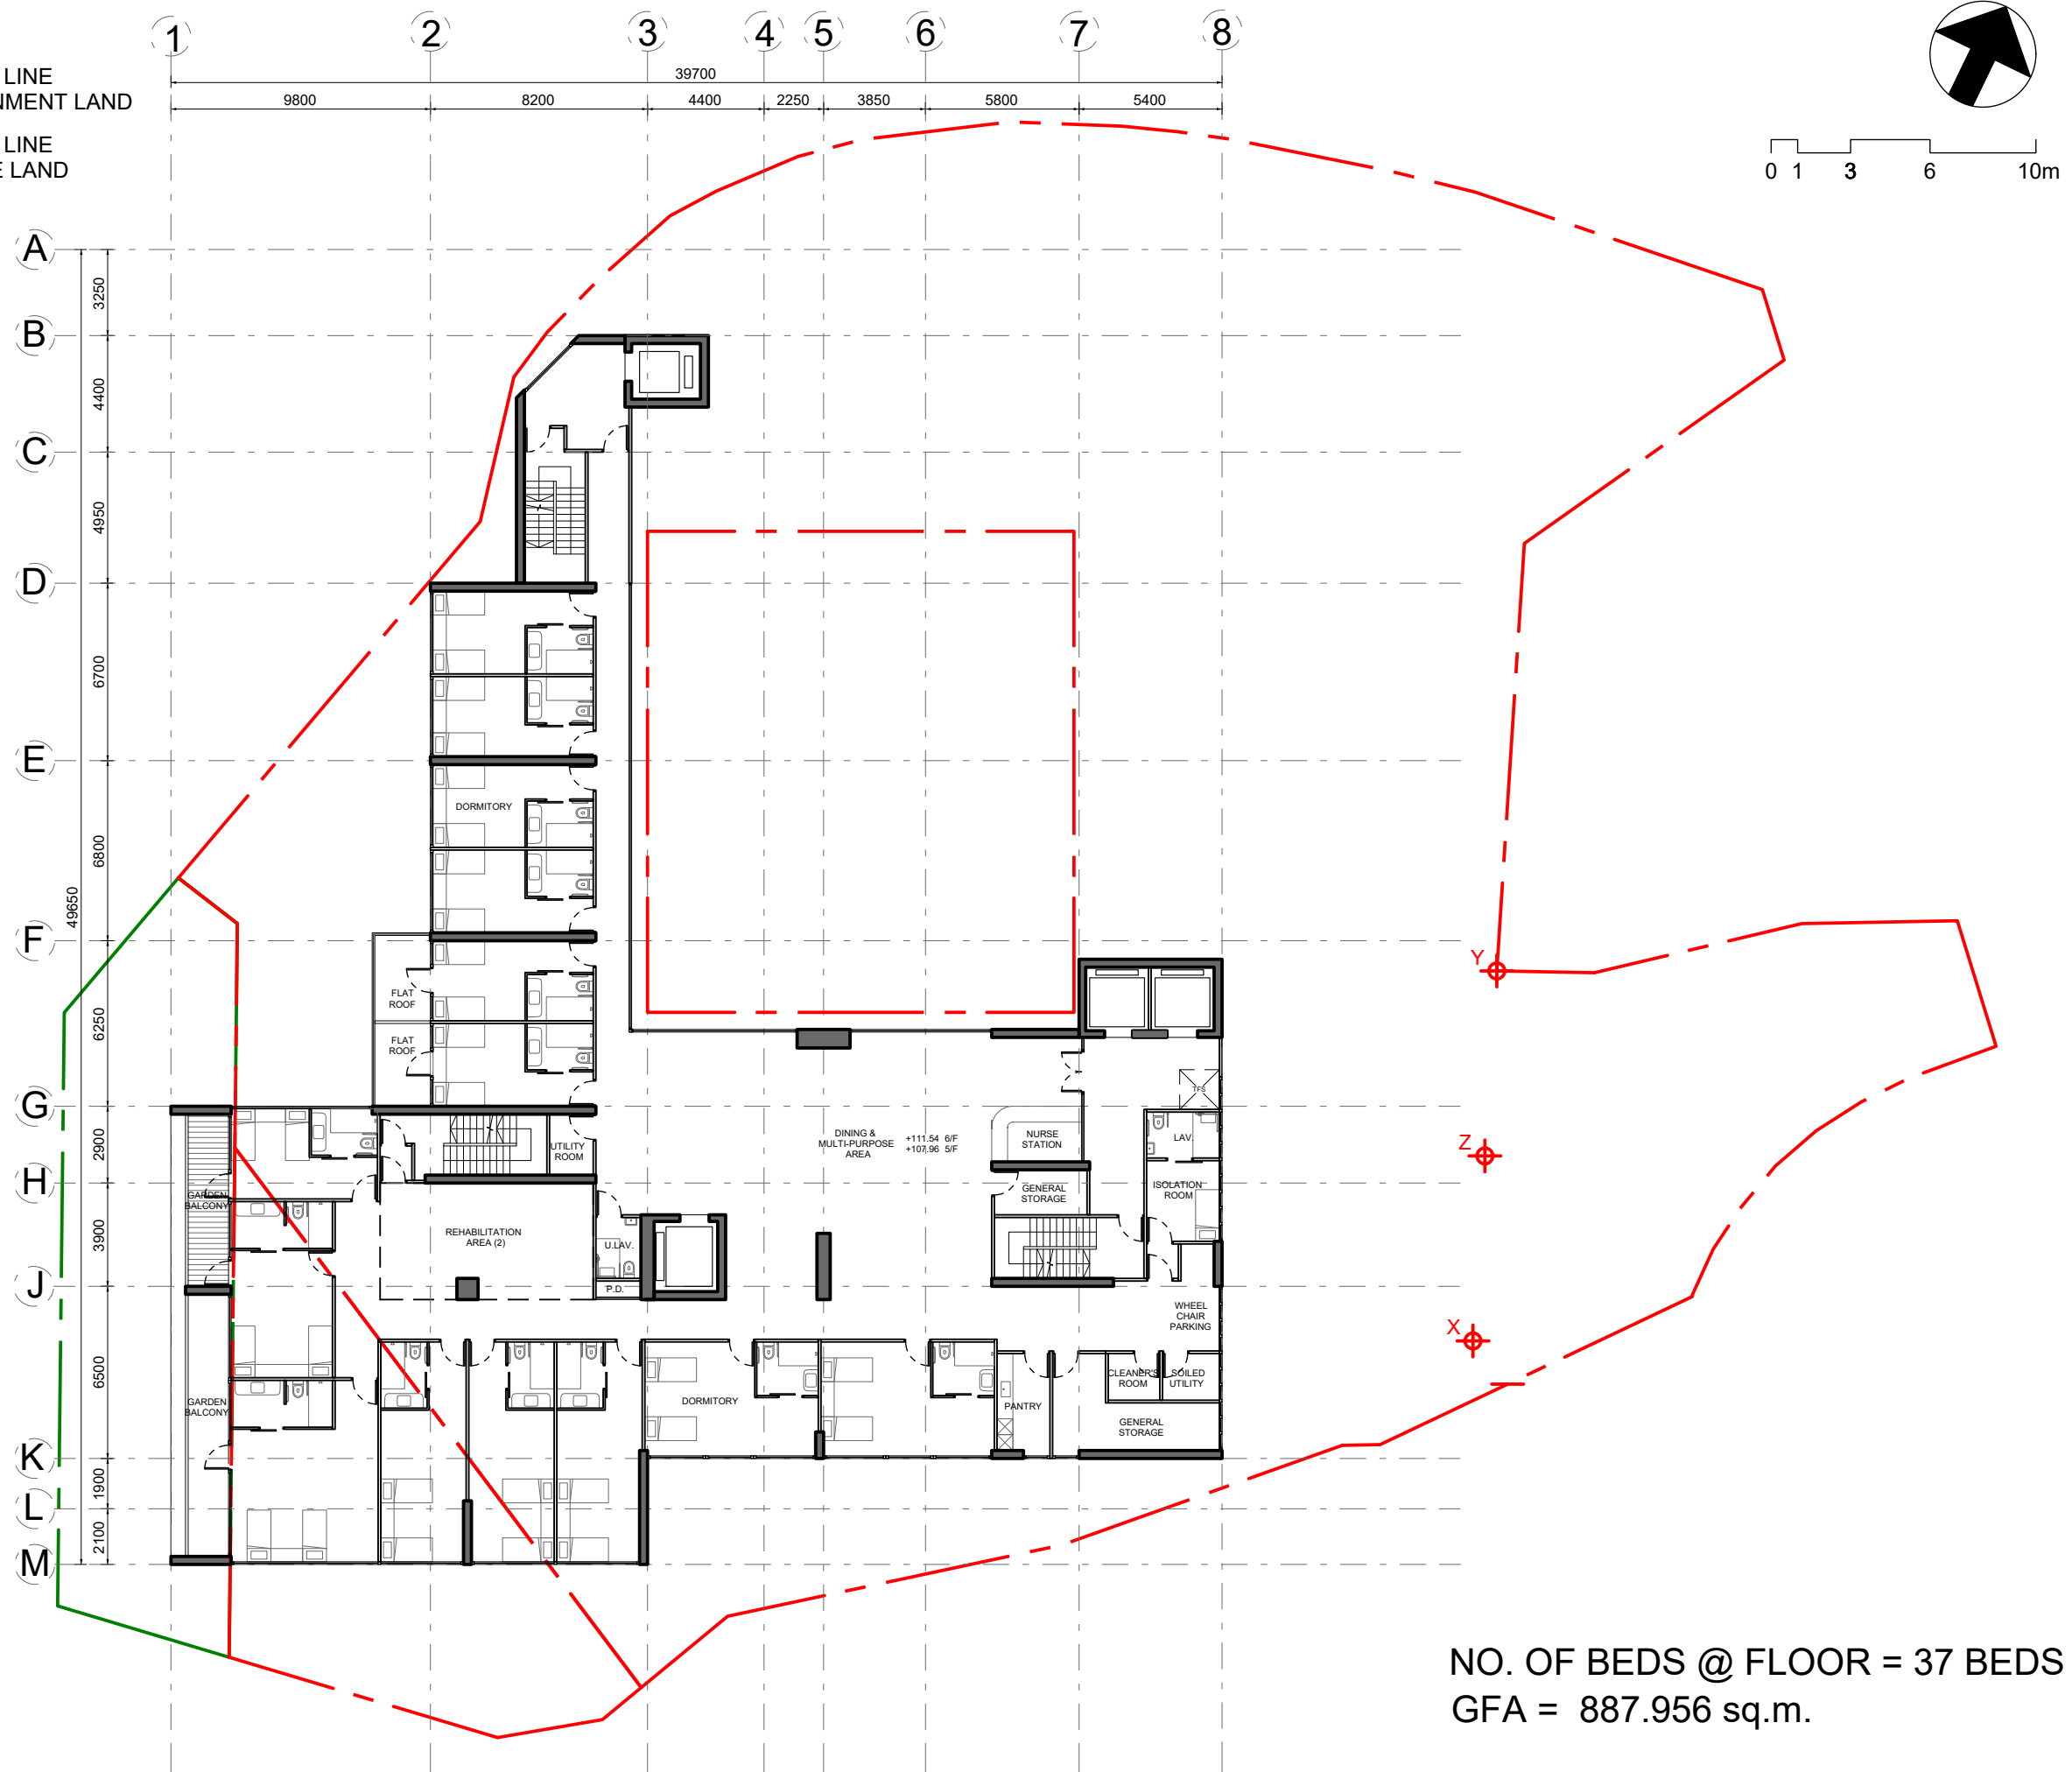 1 2 3 4 5 6 7 8
LINE
NMENT LAND
LINE
E LAND
39700
9800 8200 4400 2250 3850 5800 5400
0 1 3 6 10m
A
3250
B
4400
C
4950
D
6700
E
DORMITORY
6800
49650
F
FLAT
ROOF
6250
FLAT
ROOF
Y
G
TFS
2900
UTILITY
ROOM
DINING &
MULTI-PURPOSE
AREA
+111.54 6/F
+107.96 5/F
NURSE
STATION
LAV.
Z
H
GARDEN
BALCONY
GENERAL
STORAGE
ISOLATION
ROOM
3900
REHABILITATION
AREA (2)
U.LAV.
J
P.D.
WHEEL
CHAIR
PARKING
X
6500
GARDEN
BALCONY
DORMITORY
PANTRY
CLEANER'S
ROOM
SOILED
UTILITY
GENERAL
STORAGE
K
1900
L
2100
M
NO. OF BEDS @ FLOOR = 37 BEDS
GFA = 887.956 sq.m.